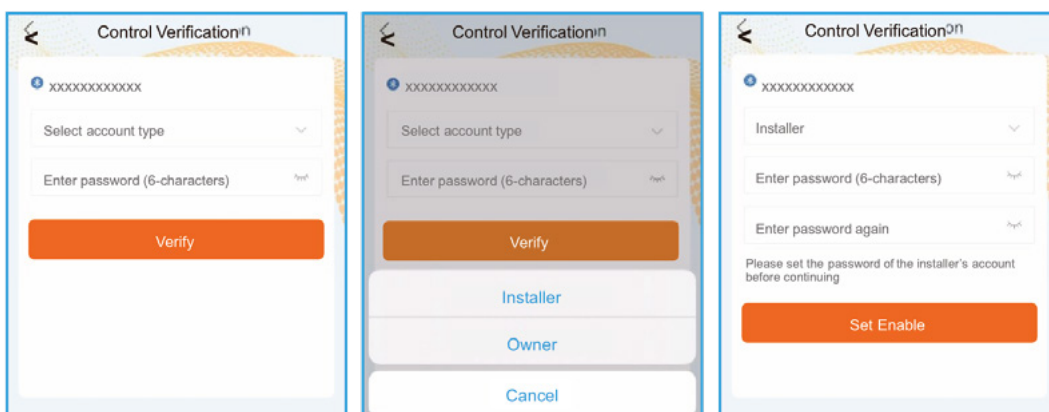 Control Verification
xxxxxxxxxxxx
Select account type
Enter password (6-characters)
Verify
Control Verification
xxxxxxxxxxxx
Select account type
Enter password (6-characters)
Verify
Installer
Owner
Cancel
Control Verification
xxxxxxxxxxxx
Installer
Enter password (6-characters)
Enter password again
Please set the password of the installer's account
before continuing
Set Enable